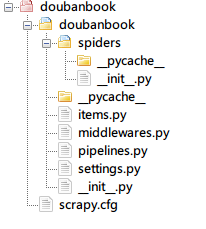 doubanbook
doubanbook
spiders
__pycache__
__init__.py
__pycache__
items.py
middlewares.py
pipelines.py
settings.py
__init__.py
scrapy.cfg